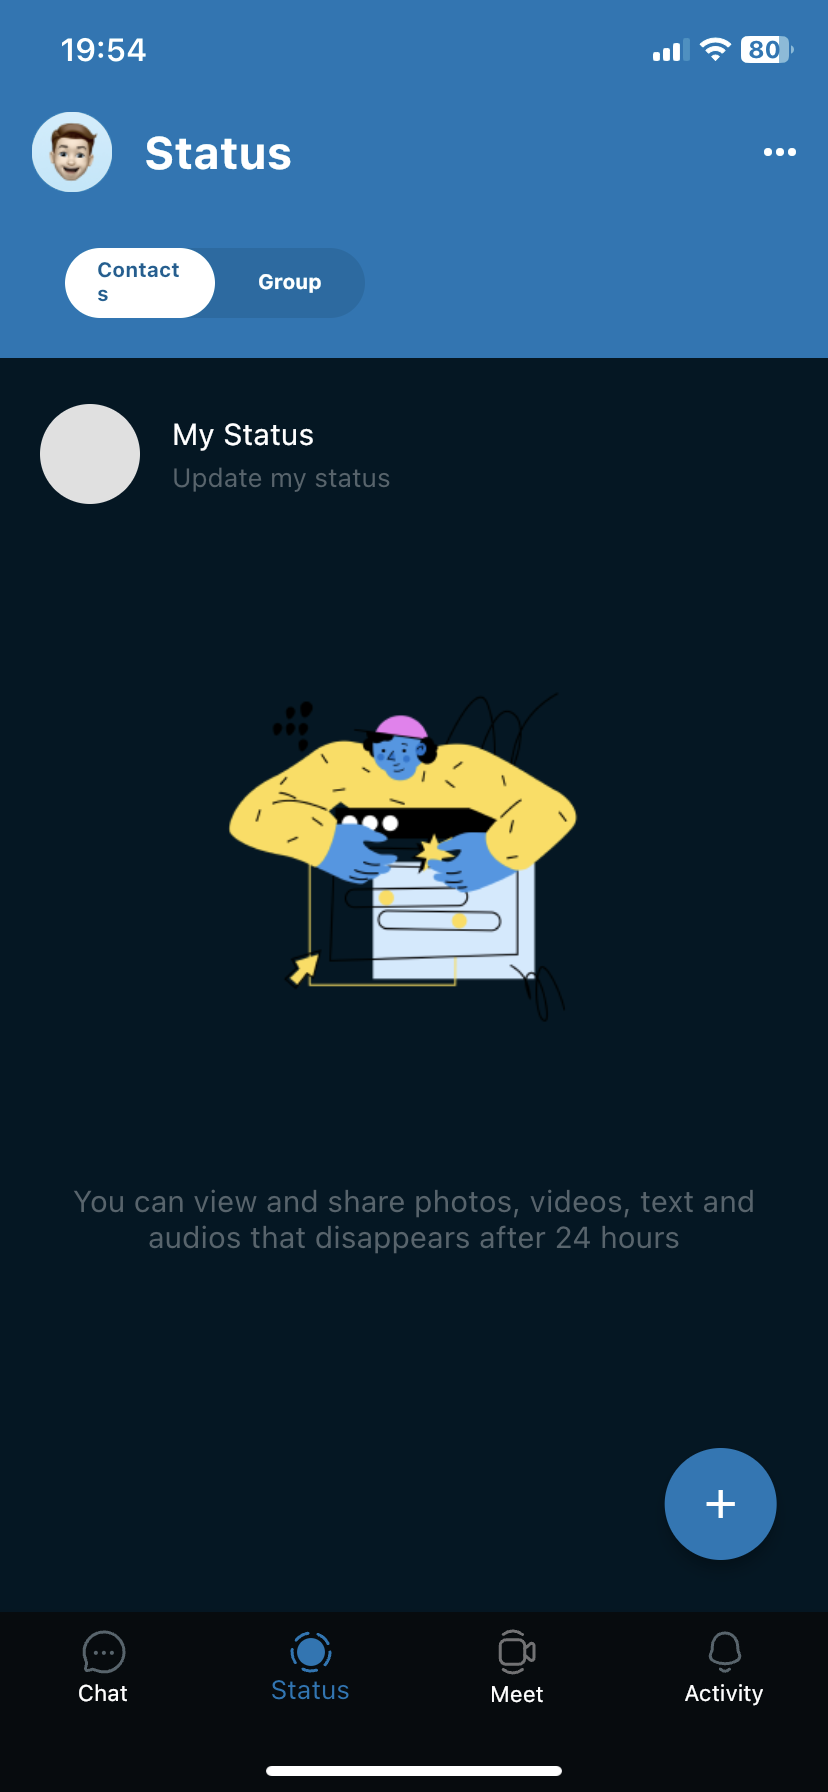 19:54
80
Status
Contact
s
Group
My Status
Update my status
You can view and share photos, videos, text and
audios that disappears after 24 hours
Chat
Status
Meet
Activity